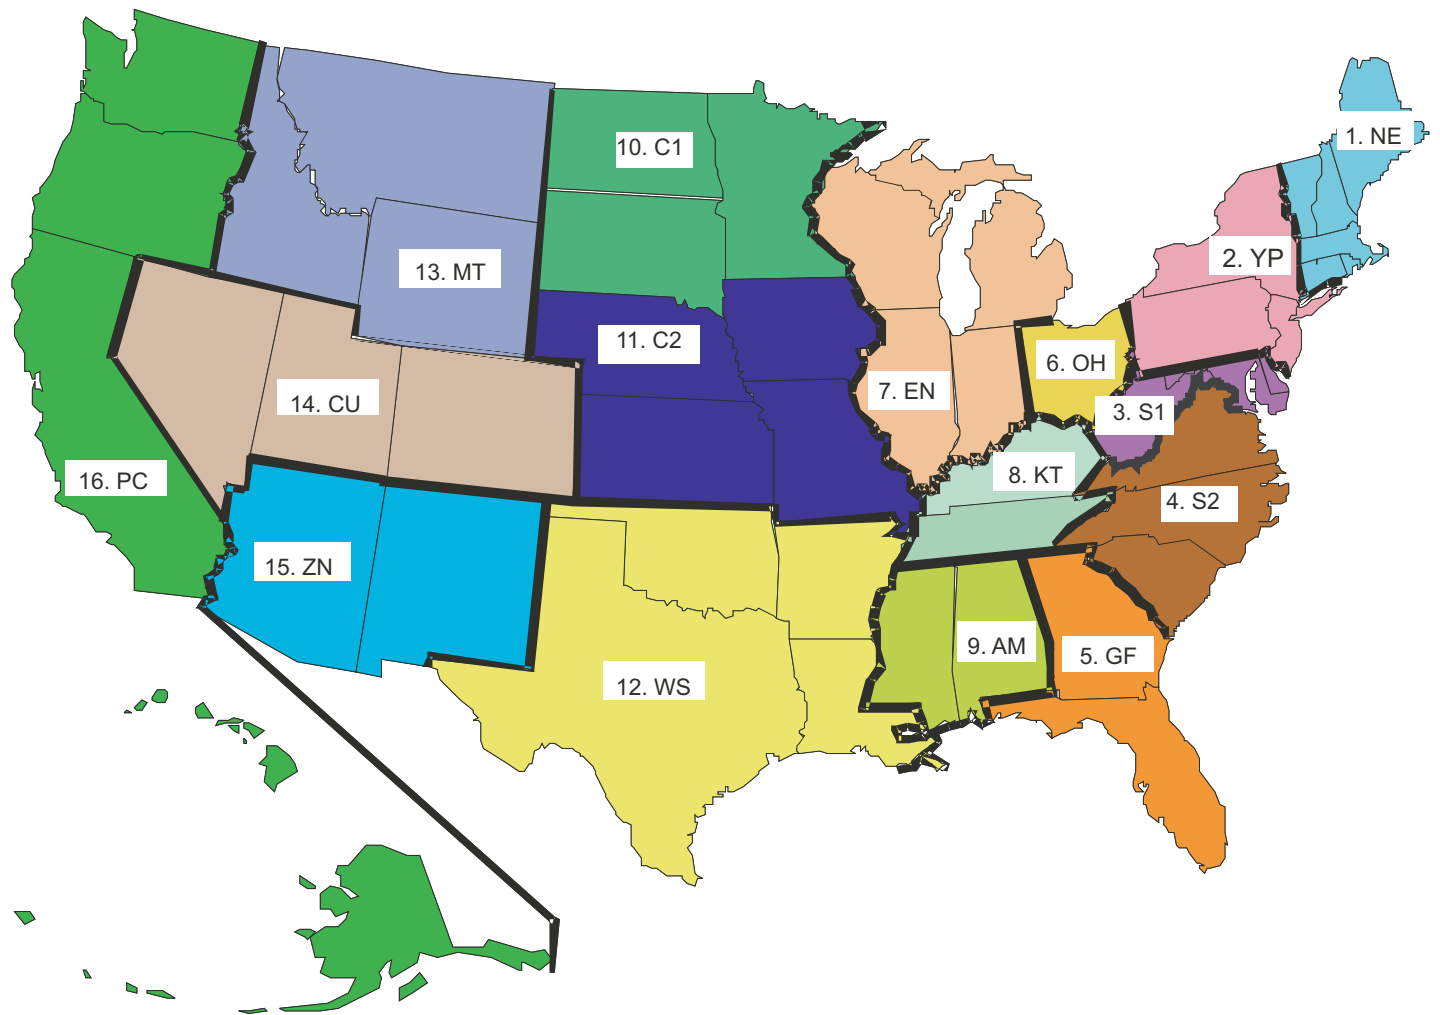 1. NE
10. C1
2. YP
13. MT
11. C2
6. OH
7. EN
14. CU
3. S1
16. PC
8. KT
4. S2
15. ZN
9. AM
5. GF
12. WS